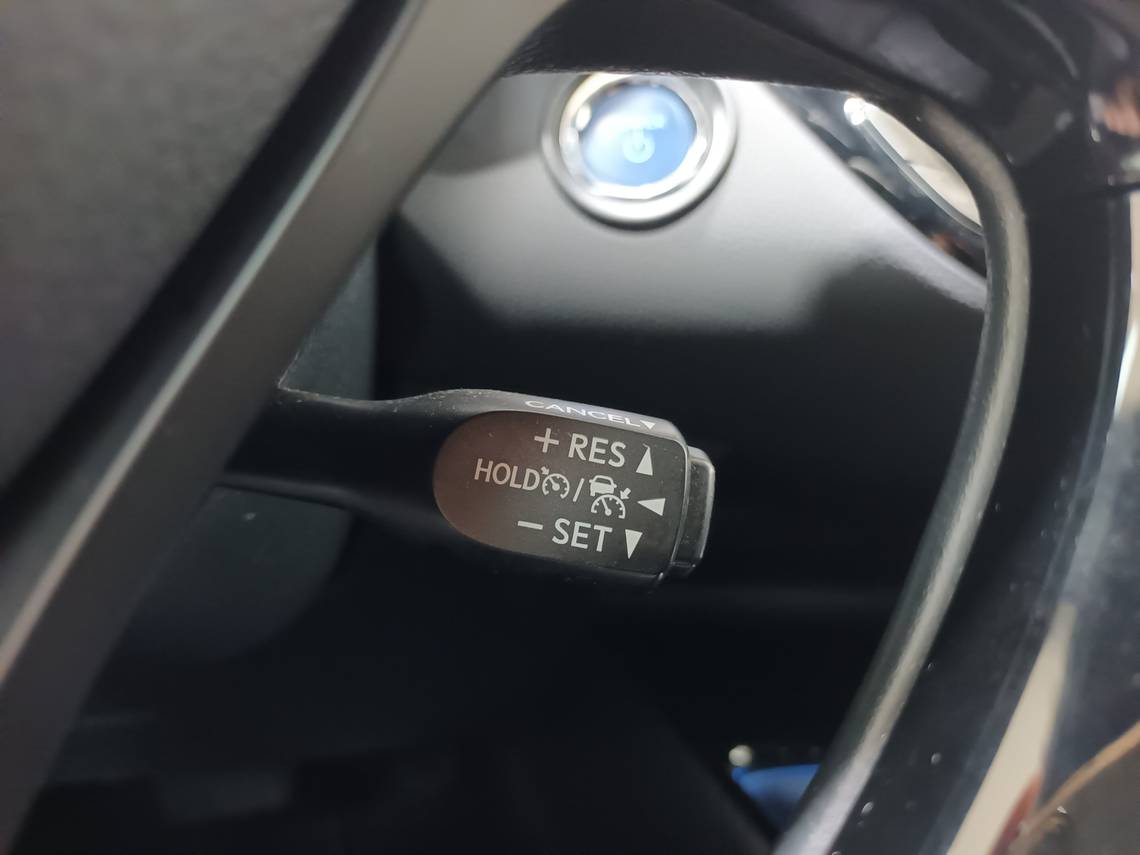 CANCEL▼
+ RES ▲
HOLD / ◀
− SET ▼